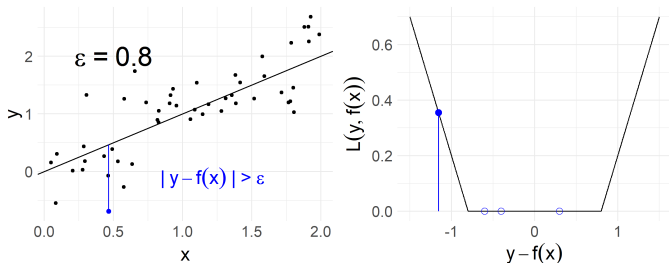 ε = 0.8
| y − f(x) | > ε
y
2
1
0
0.0 0.5 1.0 1.5 2.0
x
L(y, f(x))
0.6
0.4
0.2
0.0
-1 0 1
y − f(x)